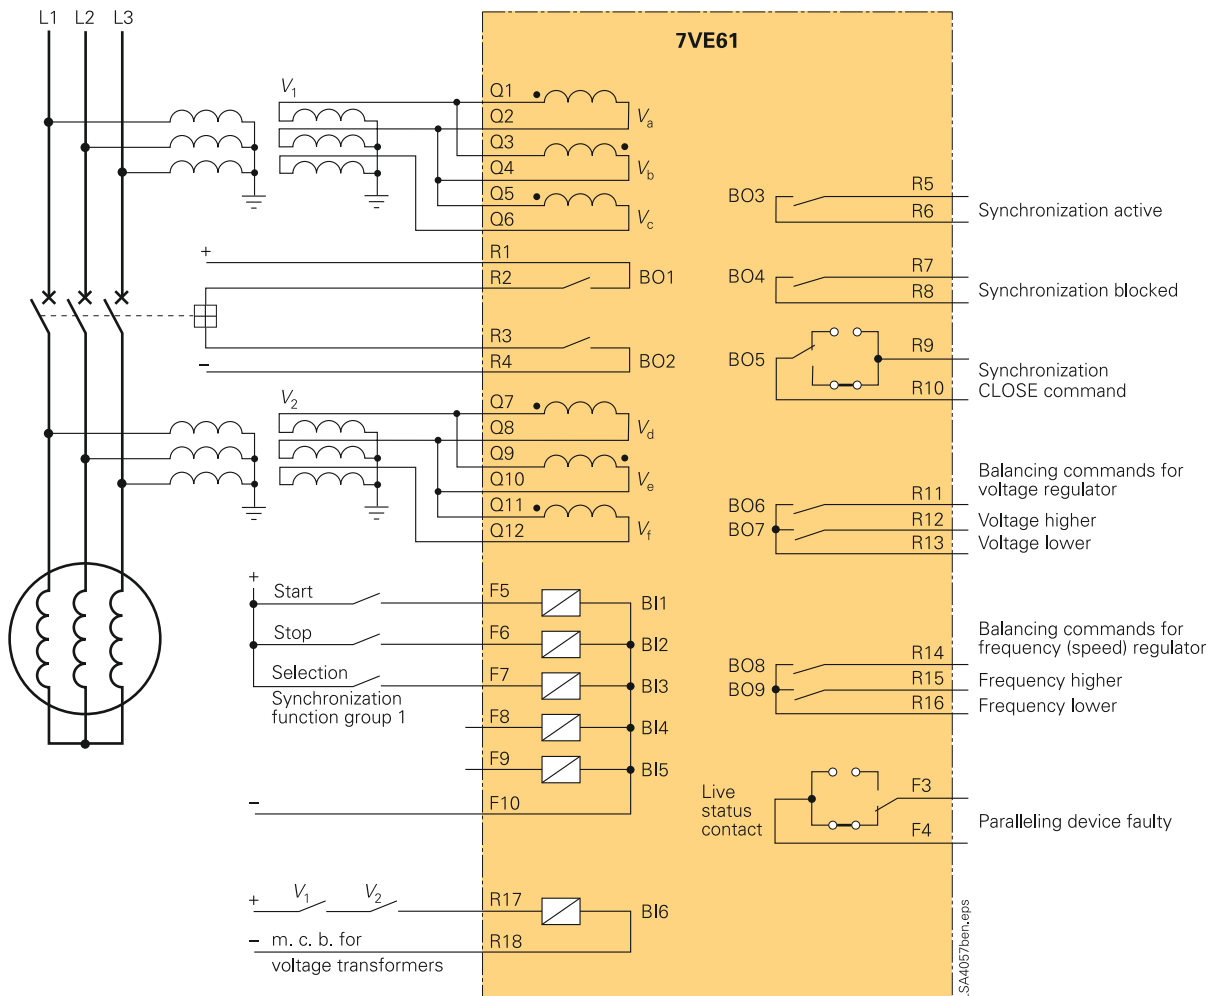 L1 L2 L3
7VE61
V1
Q1
Q2
Va
Q3
Q4
Vb
Q5
Q6
Vc
+
R1
R2
BO1
R3
R4
BO2
−
V2
Q7
Q8
Vd
Q9
Q10
Ve
Q11
Q12
Vf
+
Start
F5
BI1
Stop
F6
BI2
Selection
F7
BI3
Synchronization
function group 1
F8
BI4
F9
BI5
−
F10
+
V1
V2
R17
BI6
− m. c. b. for
R18
voltage transformers
BO3
R5
R6
Synchronization active
BO4
R7
R8
Synchronization blocked
BO5
R9
R10
Synchronization
CLOSE command
Balancing commands for
voltage regulator
BO6
R11
BO7
R12
Voltage higher
R13
Voltage lower
Balancing commands for
frequency (speed) regulator
BO8
R14
BO9
R15
Frequency higher
R16
Frequency lower
Live
status
contact
F3
F4
Paralleling device faulty
LSA4057ben.eps